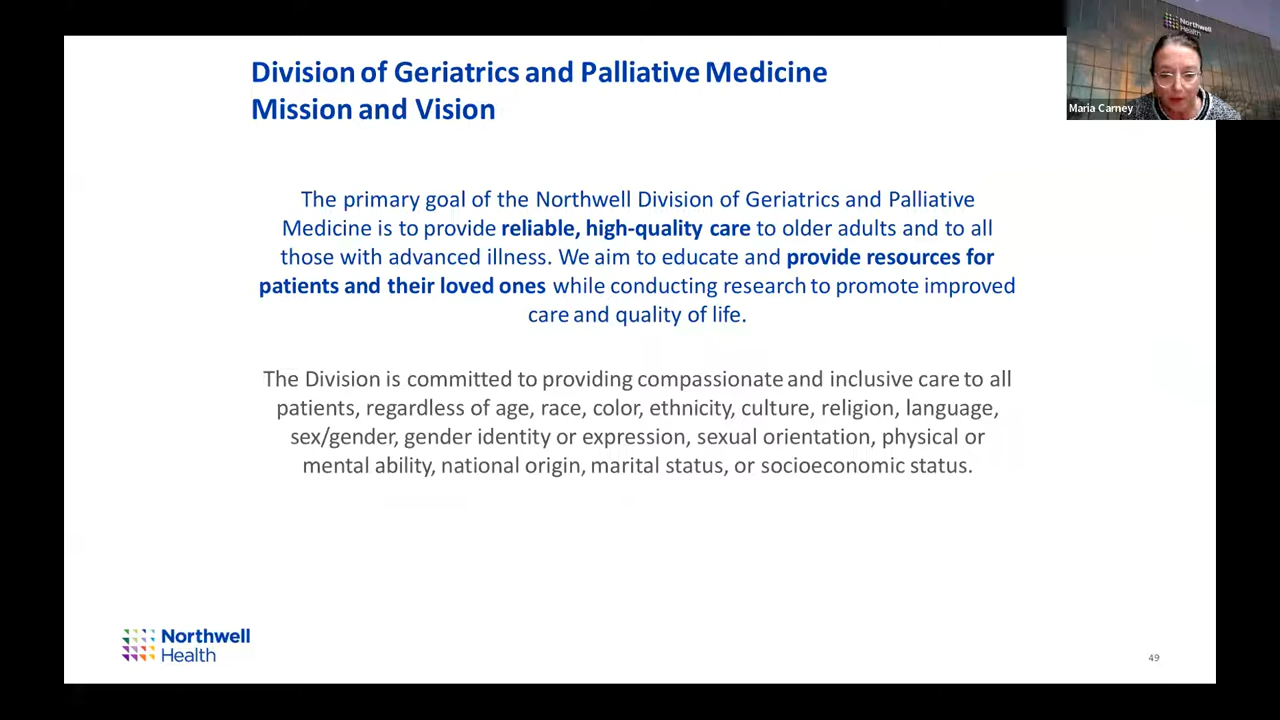 Division of Geriatrics and Palliative Medicine
Mission and Vision
Northwell
Health
Maria Carney
The primary goal of the Northwell Division of Geriatrics and Palliative
Medicine is to provide reliable, high-quality care to older adults and to all
those with advanced illness. We aim to educate and provide resources for
patients and their loved ones while conducting research to promote improved
care and quality of life.
The Division is committed to providing compassionate and inclusive care to all
patients, regardless of age, race, color, ethnicity, culture, religion, language,
sex/gender, gender identity or expression, sexual orientation, physical or
mental ability, national origin, marital status, or socioeconomic status.
Northwell
Health
49